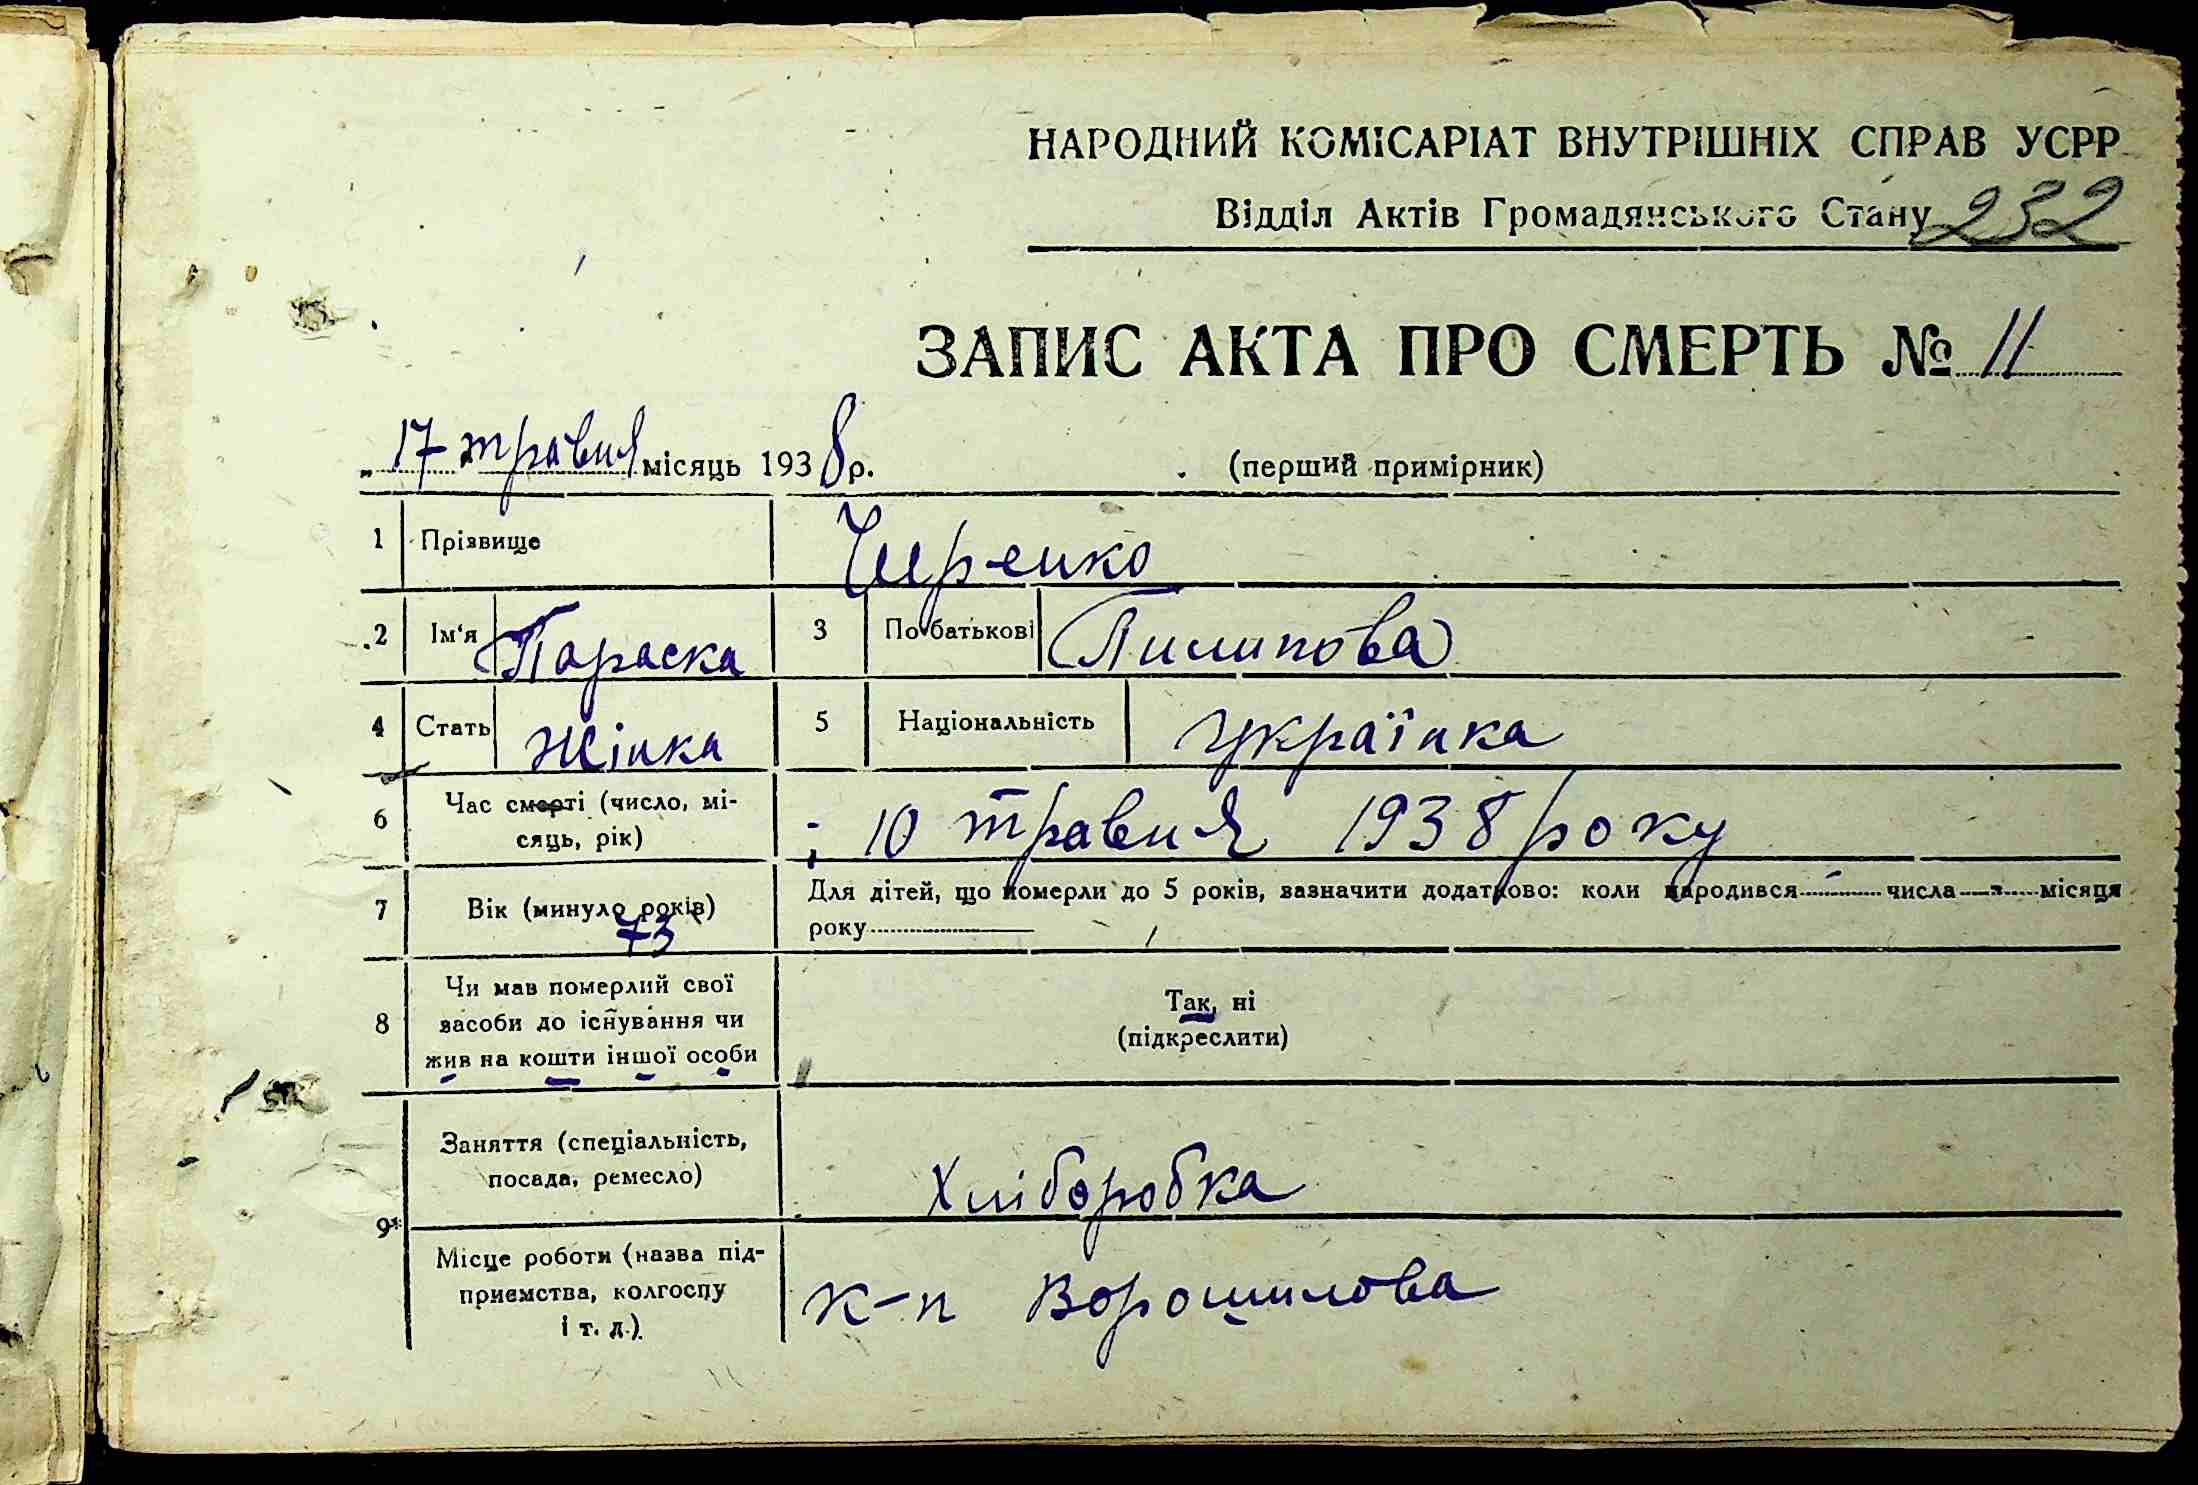 НАРОДНИЙ КОМІСАРІАТ ВНУТРІШНІХ СПРАВ УСРР
Відділ Актів Громадянського Стану 232
ЗАПИС АКТА ПРО СМЕРТЬ № 11
„ 17 травня місяць 1938 р. (перший примірник)
1 Прізвище
2 Ім'я Параска 3 По батькові Пилипова
4 Стать Жінка 5 Національність Українка
6 Час смерті (число, мі-
сяць, рік) 10 травня 1938 року
7 Вік (минуло років) 73 Для дітей, що померли до 5 років, зазначити додатково: коли народився числа місяця
року
8 Чи мав померлий свої
засоби до існування чи
жив на кошти іншої особи
Так, ні
(підкреслити)
9* Заняття (спеціальність,
посада, ремесло) Хліборобка
Місце роботи (назва під-
приємства, колгоспу
і т. д.) к-п Ворошилова